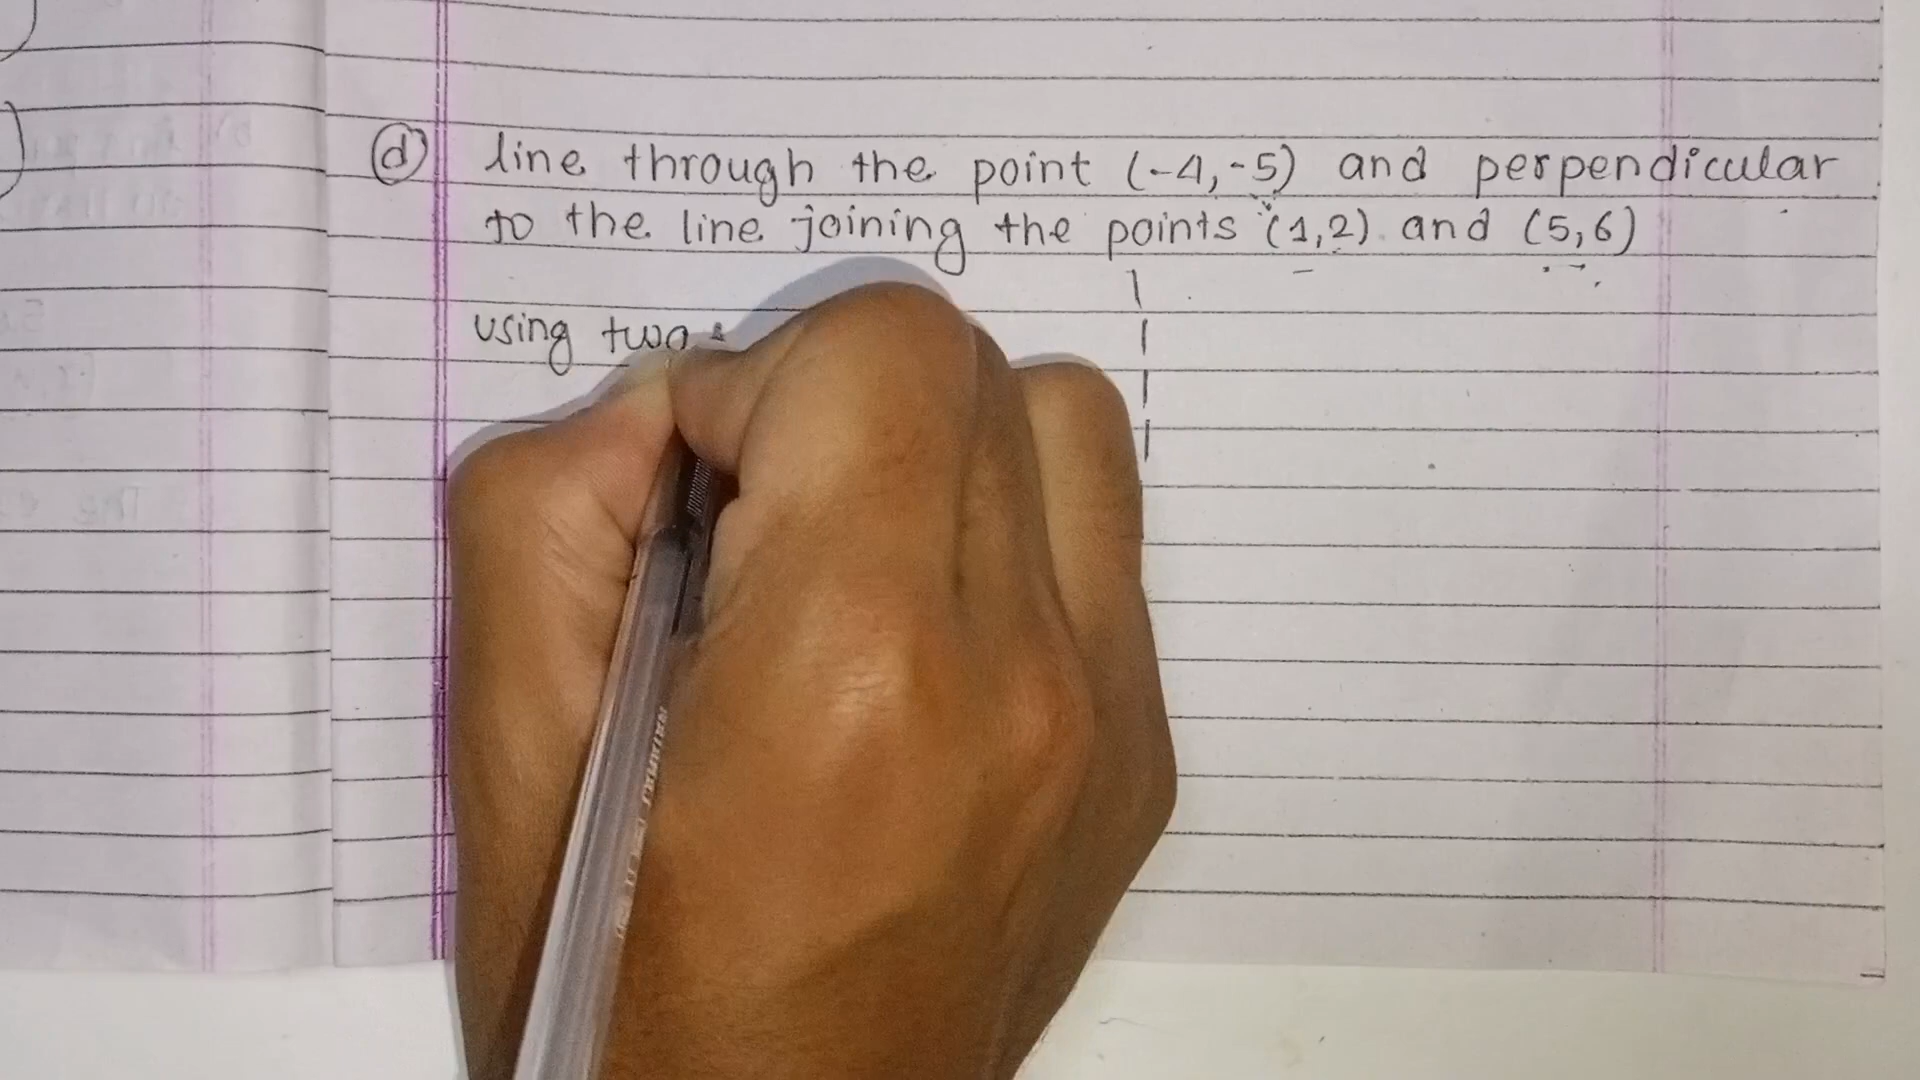 (d) line through the point (-4,-5) and perpendicular
to the line joining the points (1,2) and (5,6)
using two